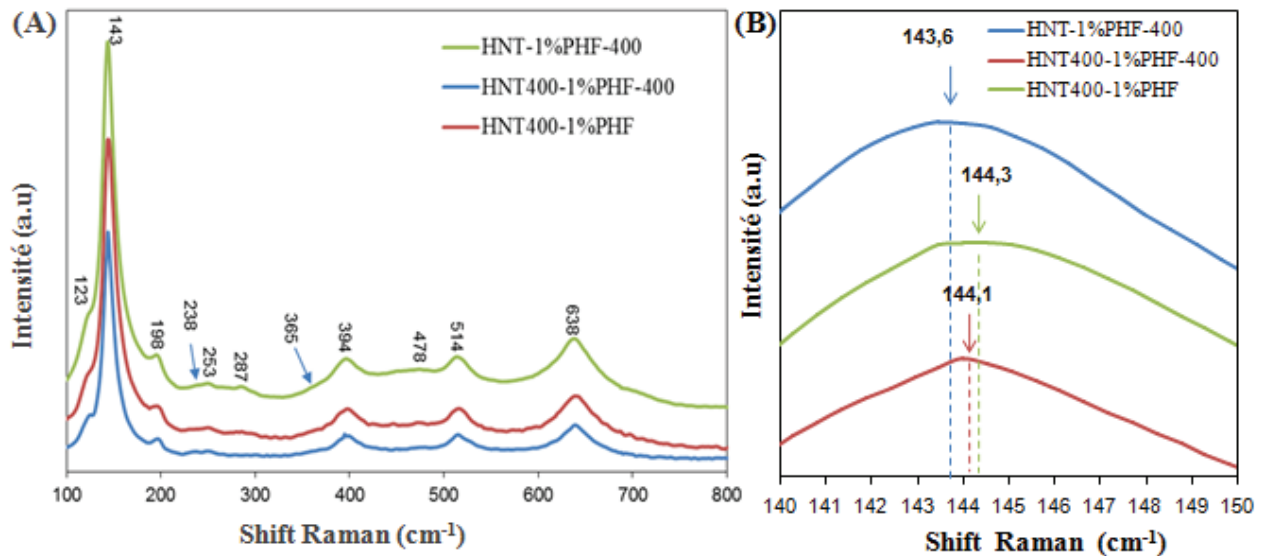 (A)
143
HNT-1%PHF-400
HNT400-1%PHF-400
HNT400-1%PHF
123
198
238
253
287
365
394
478
514
638
Intensité (a.u)
100 200 300 400 500 600 700 800
Shift Raman (cm-1)
(B)
HNT-1%PHF-400
HNT400-1%PHF-400
HNT400-1%PHF
143,6
144,3
144,1
Intensité (a.u)
140 141 142 143 144 145 146 147 148 149 150
Shift Raman (cm-1)